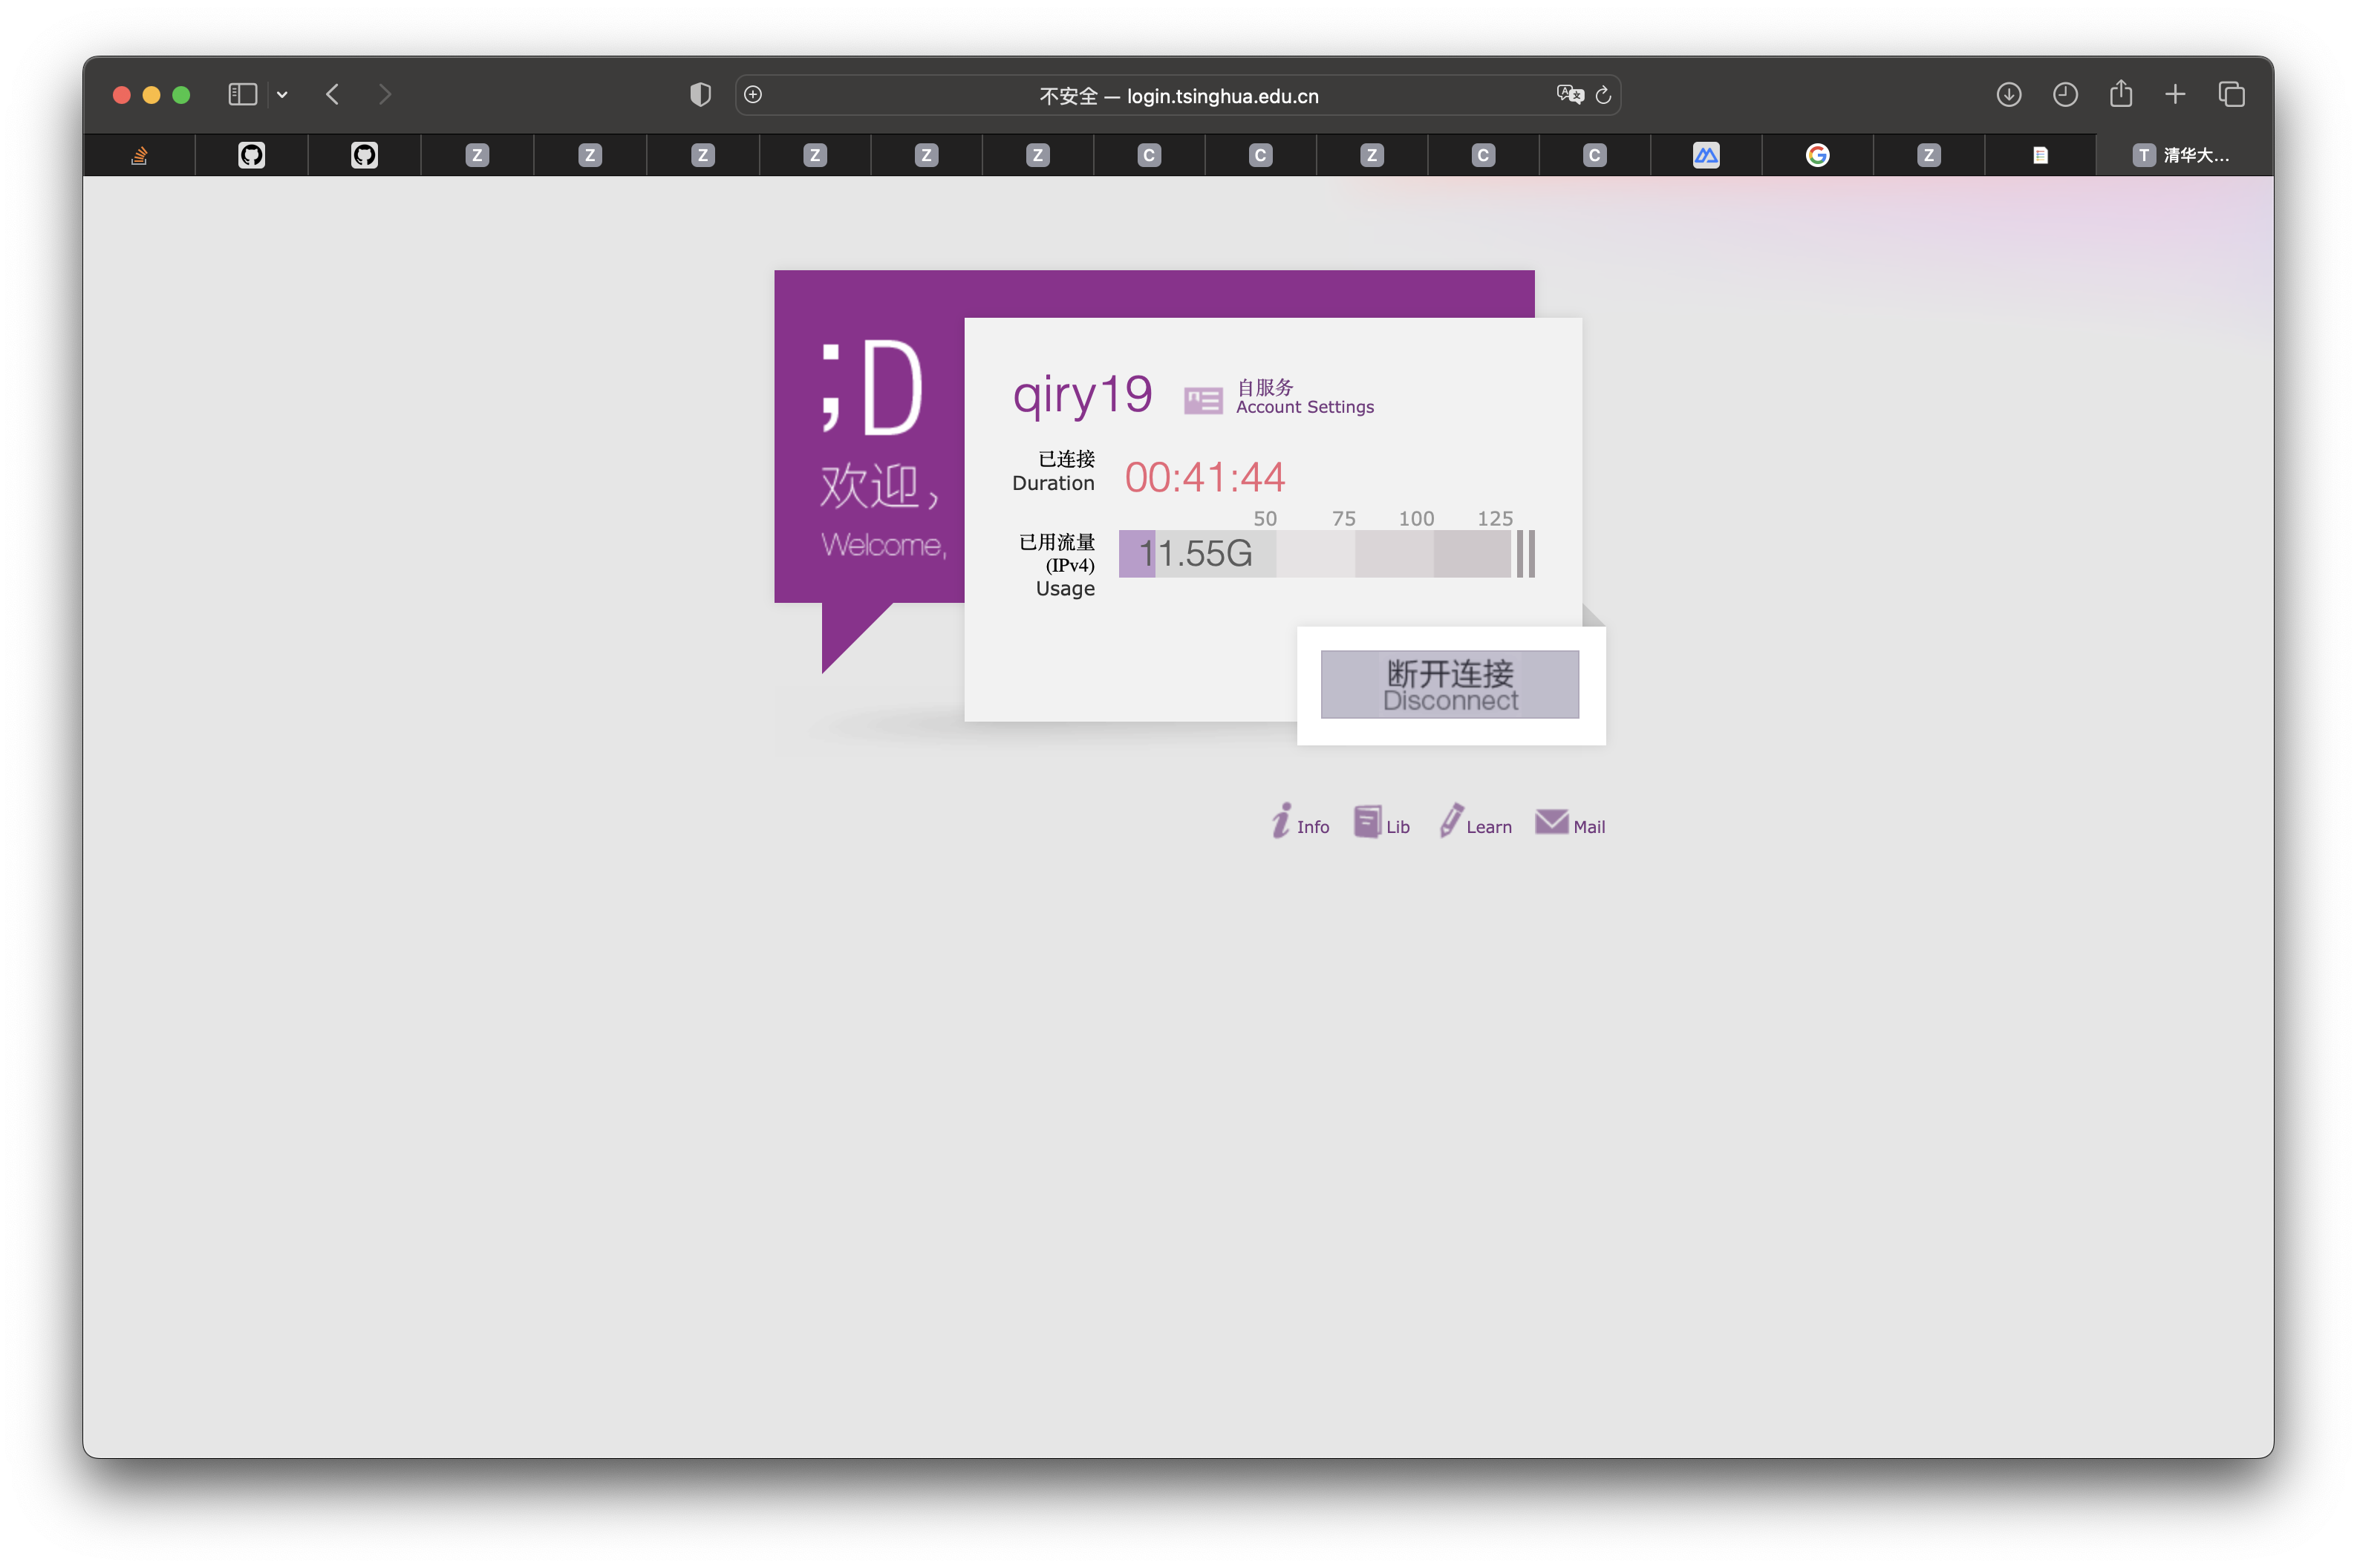 不安全 — login.tsinghua.edu.cn
Z
Z
Z
Z
Z
Z
C
C
Z
C
C
G
Z
T 清华大...
;D
欢迎,
Welcome,
qiry19
自服务
Account Settings
已连接
Duration
00:41:44
50 75 100 125
已用流量
(IPv4)
Usage
11.55G
断开连接
Disconnect
Info Lib Learn Mail